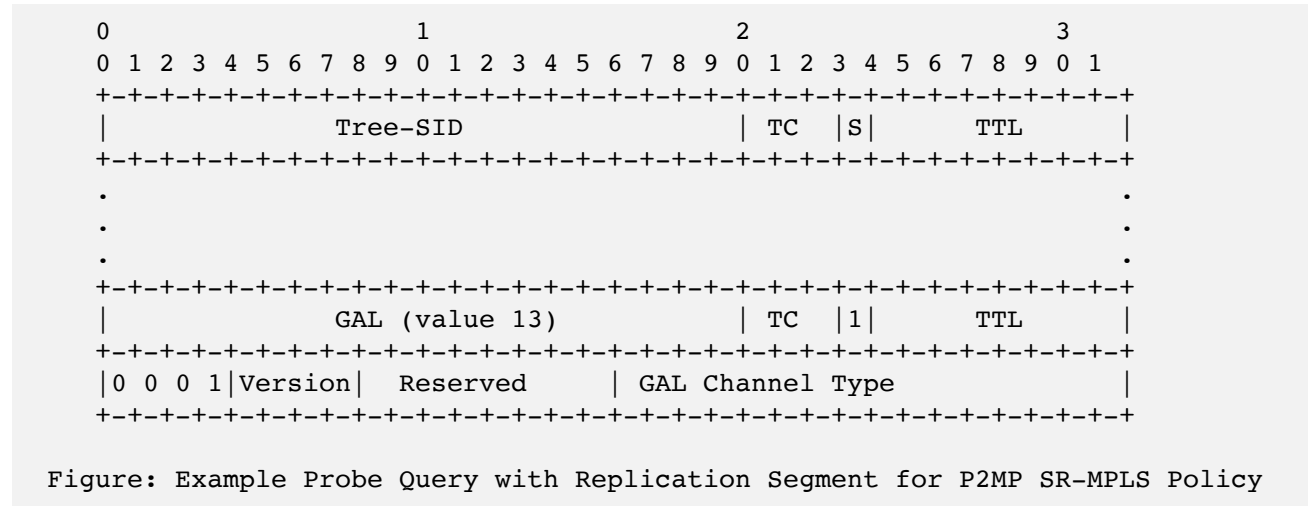 0                   1                   2                   3
0 1 2 3 4 5 6 7 8 9 0 1 2 3 4 5 6 7 8 9 0 1 2 3 4 5 6 7 8 9 0 1
+-+-+-+-+-+-+-+-+-+-+-+-+-+-+-+-+-+-+-+-+-+-+-+-+-+-+-+-+-+-+-+-+
|              Tree-SID                 | TC  |S|      TTL      |
+-+-+-+-+-+-+-+-+-+-+-+-+-+-+-+-+-+-+-+-+-+-+-+-+-+-+-+-+-+-+-+-+
.                                                               .
.                                                               .
.                                                               .
+-+-+-+-+-+-+-+-+-+-+-+-+-+-+-+-+-+-+-+-+-+-+-+-+-+-+-+-+-+-+-+-+
|              GAL (value 13)           | TC  |1|      TTL      |
+-+-+-+-+-+-+-+-+-+-+-+-+-+-+-+-+-+-+-+-+-+-+-+-+-+-+-+-+-+-+-+-+
|0 0 0 1|Version|  Reserved     | GAL Channel Type              |
+-+-+-+-+-+-+-+-+-+-+-+-+-+-+-+-+-+-+-+-+-+-+-+-+-+-+-+-+-+-+-+-+
Figure: Example Probe Query with Replication Segment for P2MP SR-MPLS Policy